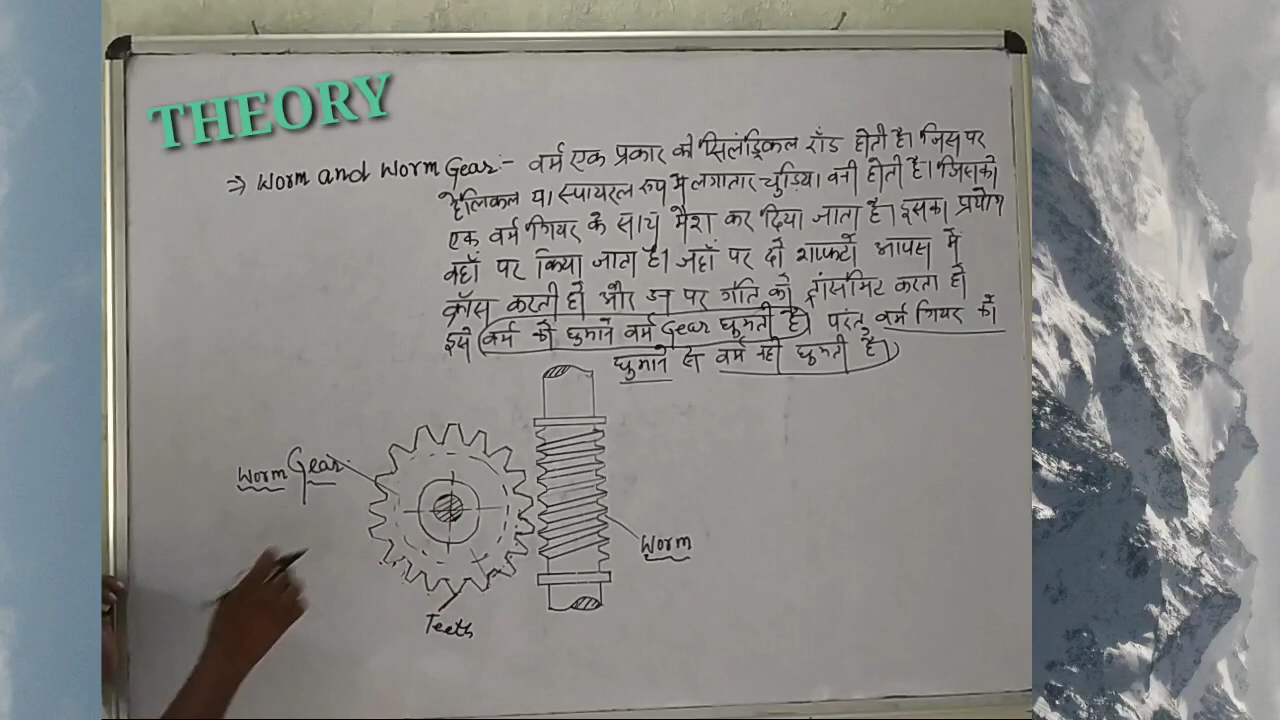 THEORY
⇒ Worm and Worm Gear:- वर्म एक प्रकार की सिलंड्रिकल रॉड होती है। जिस पर
हेलिकल या स्पायरल रूप में लगातार चुडिया बनी होती है। जिसको
एक वर्म गियर के साथ मैश कर दिया जाता है। इसका प्रयोग
वहाँ पर किया जाता है। जहाँ पर दो शाफ्टो आपस में
क्रॉस करती हो और उन पर गति को ट्रांसमिट करता हो
इसे (वर्म को घुमाने वर्म Gear घुमती है) परंतु वर्म गियर को
घुमाने से वर्म नही घुमती है)
Worm Gear
Worm
Teeth